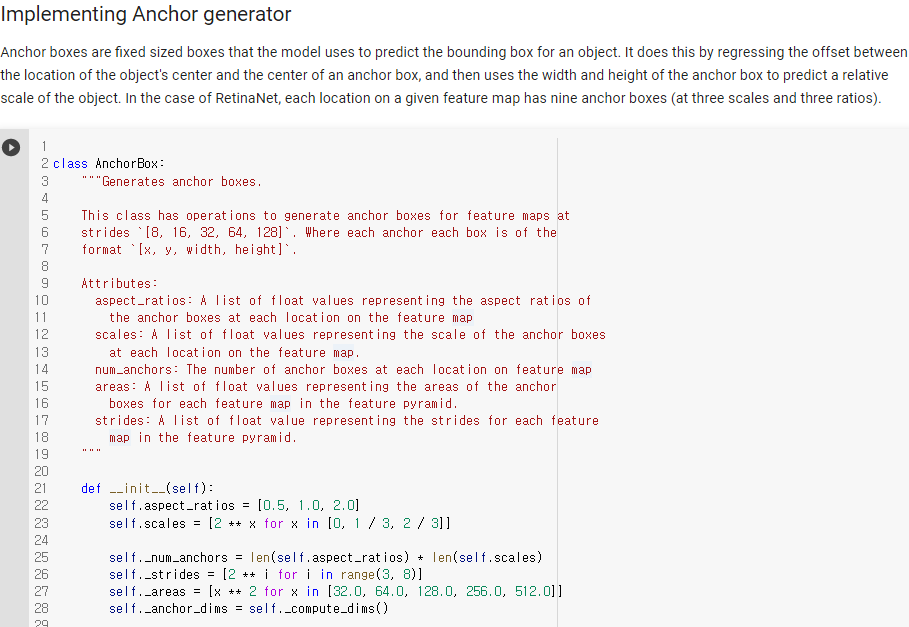 Implementing Anchor generator
Anchor boxes are fixed sized boxes that the model uses to predict the bounding box for an object. It does this by regressing the offset between
the location of the object's center and the center of an anchor box, and then uses the width and height of the anchor box to predict a relative
scale of the object. In the case of RetinaNet, each location on a given feature map has nine anchor boxes (at three scales and three ratios).
1
2 class AnchorBox:
3     """Generates anchor boxes.
4
5     This class has operations to generate anchor boxes for feature maps at
6     strides `[8, 16, 32, 64, 128]`. Where each anchor each box is of the
7     format `[x, y, width, height]`.
8
9     Attributes:
10       aspect_ratios: A list of float values representing the aspect ratios of
11         the anchor boxes at each location on the feature map
12       scales: A list of float values representing the scale of the anchor boxes
13         at each location on the feature map.
14       num_anchors: The number of anchor boxes at each location on feature map
15       areas: A list of float values representing the areas of the anchor
16         boxes for each feature map in the feature pyramid.
17       strides: A list of float value representing the strides for each feature
18         map in the feature pyramid.
19     """
20
21     def __init__(self):
22         self.aspect_ratios = [0.5, 1.0, 2.0]
23         self.scales = [2 ** x for x in [0, 1 / 3, 2 / 3]]
24
25         self._num_anchors = len(self.aspect_ratios) * len(self.scales)
26         self._strides = [2 ** i for i in range(3, 8)]
27         self._areas = [x ** 2 for x in [32.0, 64.0, 128.0, 256.0, 512.0]]
28         self._anchor_dims = self._compute_dims()
29